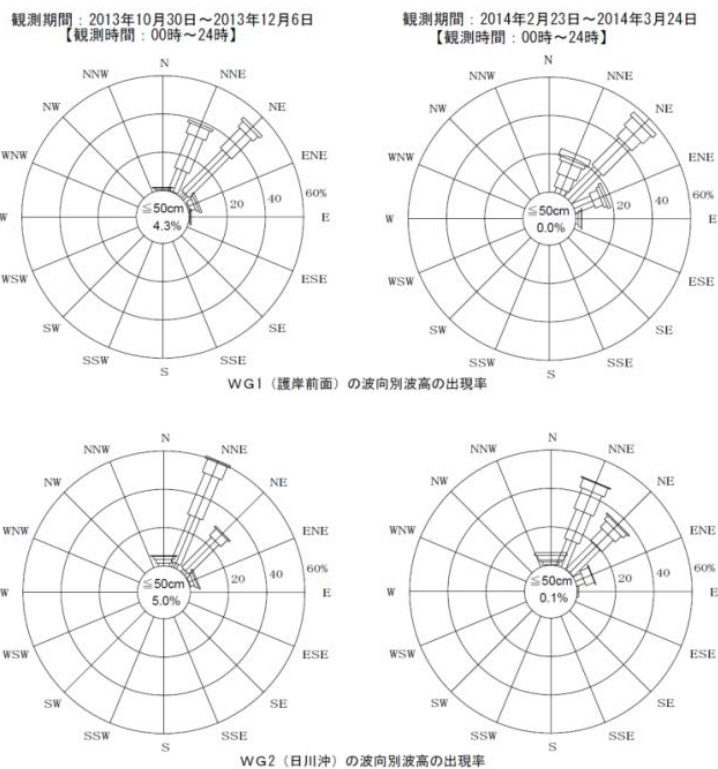 観測期間：2013年10月30日～2013年12月6日
【観測時間：00時～24時】
観測期間：2014年2月23日～2014年3月24日
【観測時間：00時～24時】
N
NNW
NNE
NW
NE
WNW
ENE
60%
40
20
≦50cm
4.3%
W
E
WSW
ESE
SW
SE
SSW
SSE
S
N
NNW
NNE
NW
NE
WNW
ENE
60%
40
20
≦50cm
0.0%
W
E
WSW
ESE
SW
SE
SSW
SSE
S
WG1（護岸前面）の波向別波高の出現率
N
NNW
NNE
NW
NE
WNW
ENE
60%
40
20
≦50cm
5.0%
W
E
WSW
ESE
SW
SE
SSW
SSE
S
N
NNW
NNE
NW
NE
WNW
ENE
60%
40
20
≦50cm
0.1%
W
E
WSW
ESE
SW
SE
SSW
SSE
S
WG2（日川沖）の波向別波高の出現率